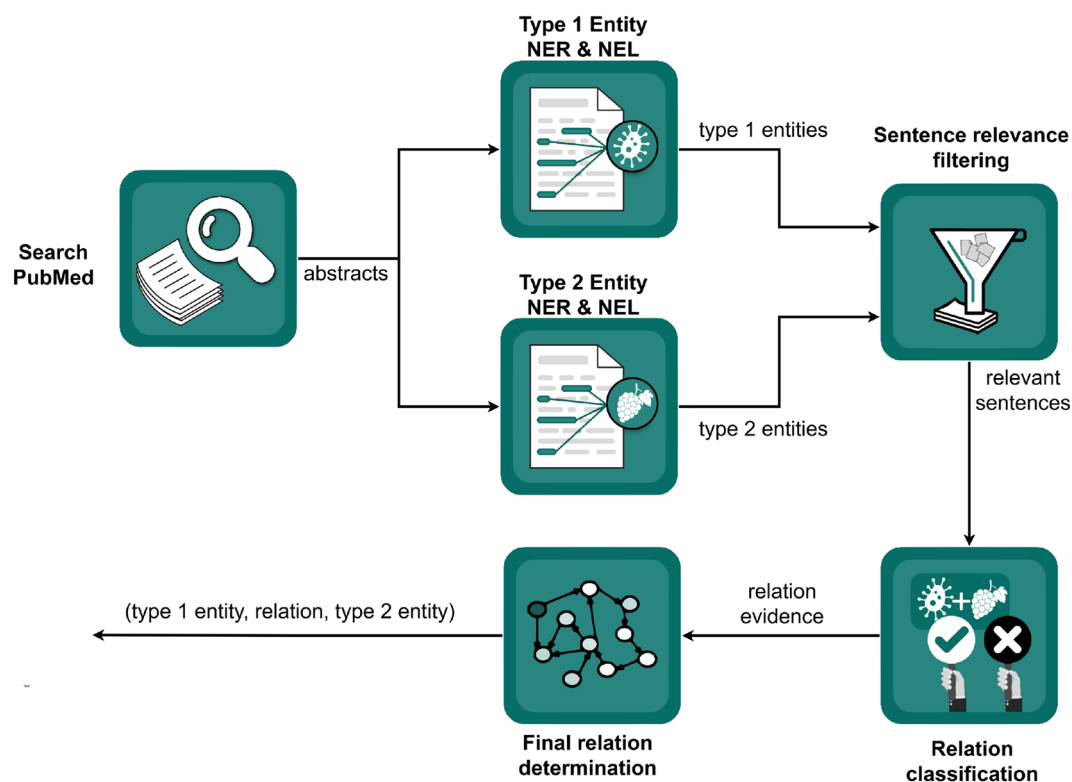 Type 1 Entity
NER & NEL
type 1 entities
Sentence relevance
filtering
Search
PubMed
abstracts
Type 2 Entity
NER & NEL
type 2 entities
relevant
sentences
(type 1 entity, relation, type 2 entity)
relation
evidence
Final relation
determination
Relation
classification